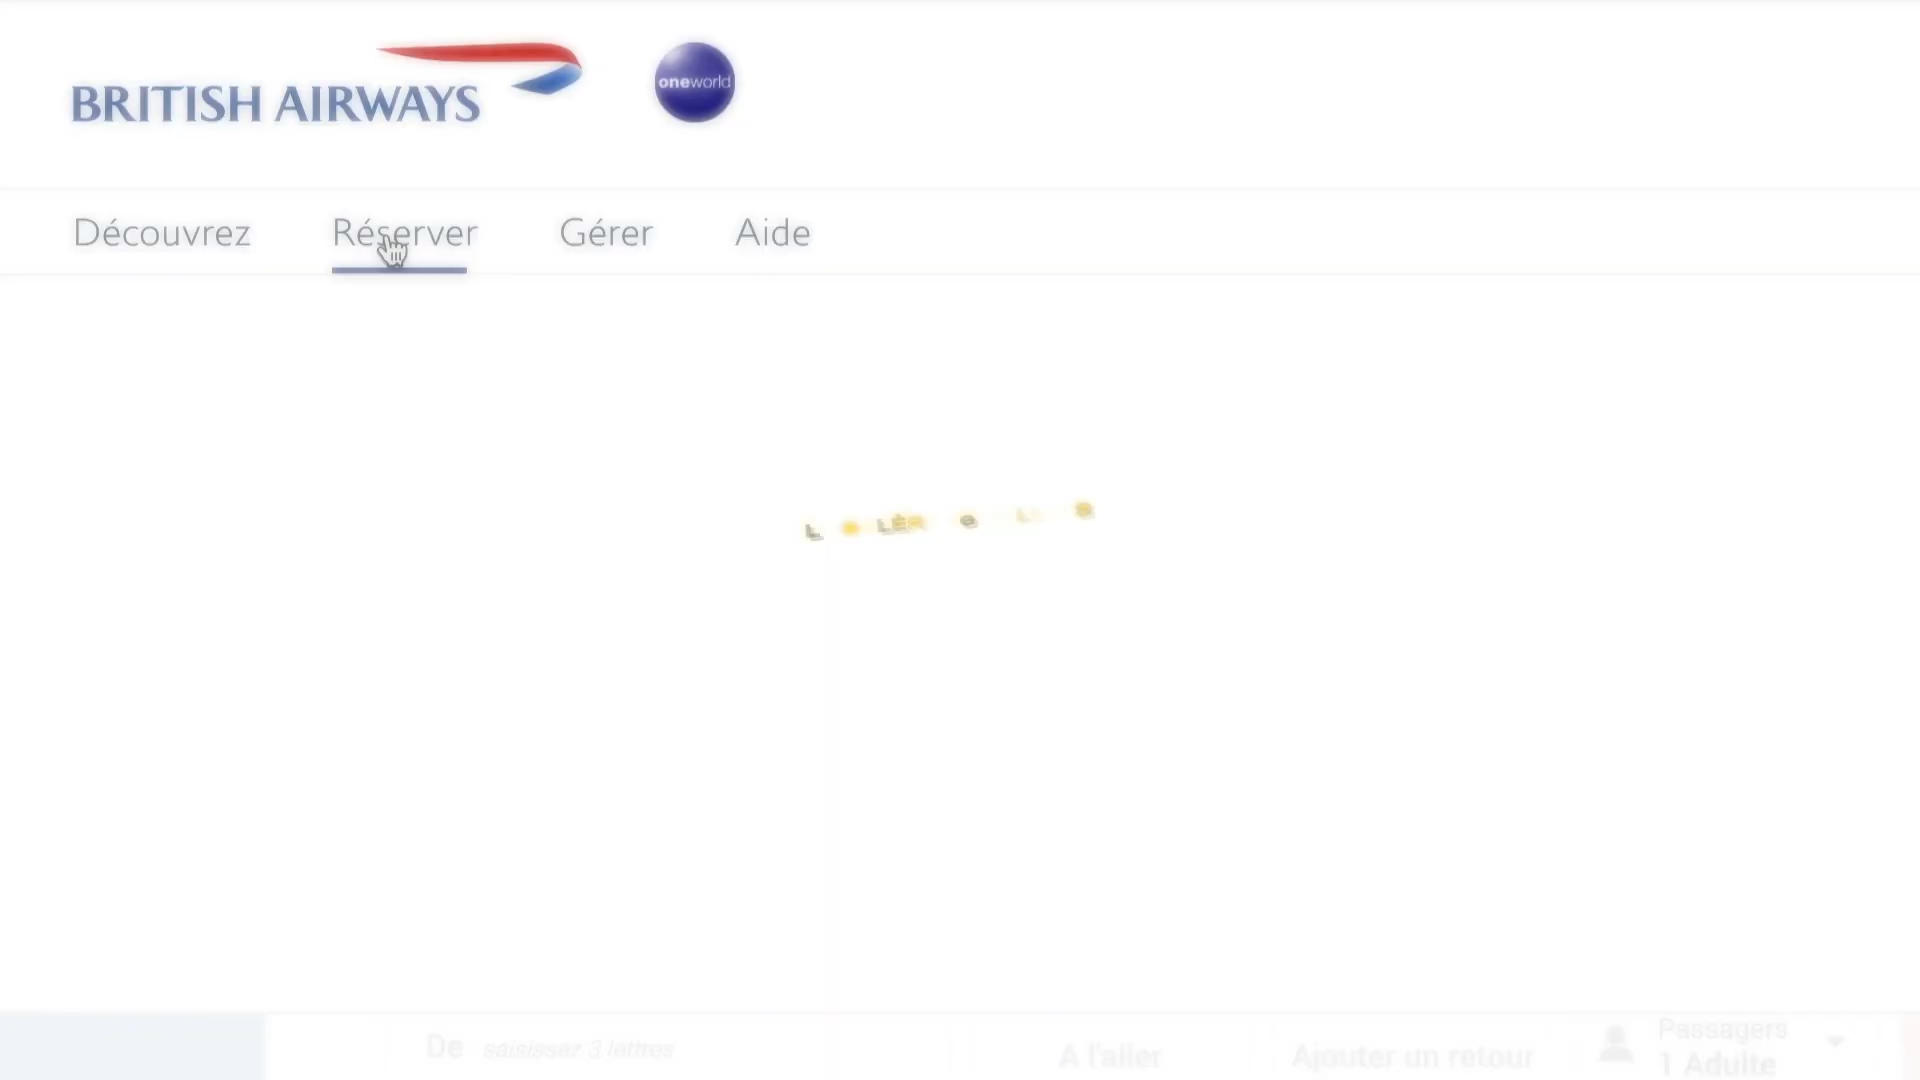 BRITISH AIRWAYS
oneworld
Découvrez Réserver Gérer Aide
De saisissez 3 lettres
A l'aller
Ajouter un retour
Passagers
1 Adulte